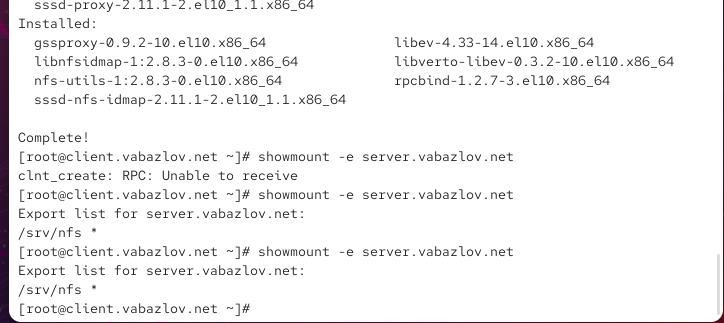 sssd-proxy-2.11.1-2.el10_1.1.x86_64
Installed:
gssproxy-0.9.2-10.el10.x86_64 libev-4.33-14.el10.x86_64
libnfsidmap-1:2.8.3-0.el10.x86_64 libverto-libev-0.3.2-10.el10.x86_64
nfs-utils-1:2.8.3-0.el10.x86_64 rpcbind-1.2.7-3.el10.x86_64
sssd-nfs-idmap-2.11.1-2.el10_1.1.x86_64
Complete!
[root@client.vabazlov.net ~]# showmount -e server.vabazlov.net
clnt_create: RPC: Unable to receive
[root@client.vabazlov.net ~]# showmount -e server.vabazlov.net
Export list for server.vabazlov.net:
/srv/nfs *
[root@client.vabazlov.net ~]# showmount -e server.vabazlov.net
Export list for server.vabazlov.net:
/srv/nfs *
[root@client.vabazlov.net ~]#